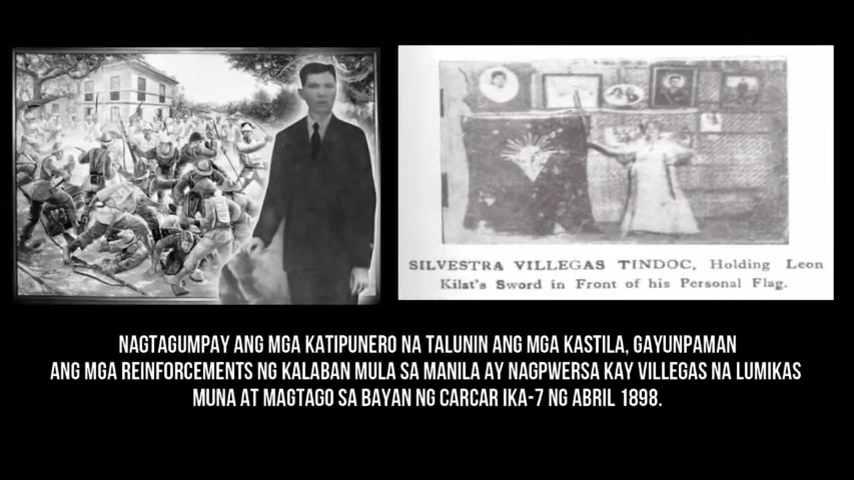 SILVESTRA VILLEGAS TINDOC, Holding Leon
Kilat's Sword in Front of his Personal Flag.
NAGTAGUMPAY ANG MGA KATIPUNERO NA TALUNIN ANG MGA KASTILA, GAYUNPAMAN
ANG MGA REINFORCEMENTS NG KALABAN MULA SA MANILA AY NAGPWERSA KAY VILLEGAS NA LUMIKAS
MUNA AT MAGTAGO SA BAYAN NG CARCAR IKA-7 NG ABRIL 1898.